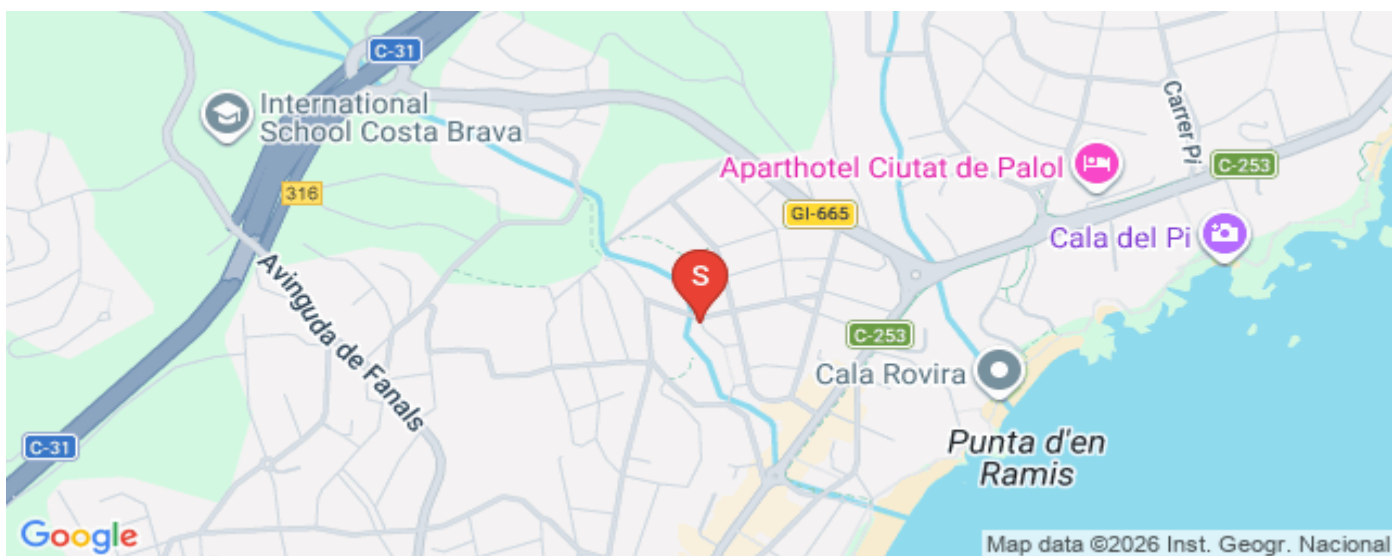 C-31
International
School Costa Brava
316
Avinguda de Fanals
C-31
Aparthotel Ciutat de Palol
Carrer Pi
C-253
GI-665
Cala del Pi
S
C-253
Cala Rovira
Punta d'en
Ramis
Google
Map data ©2026 Inst. Geogr. Nacional